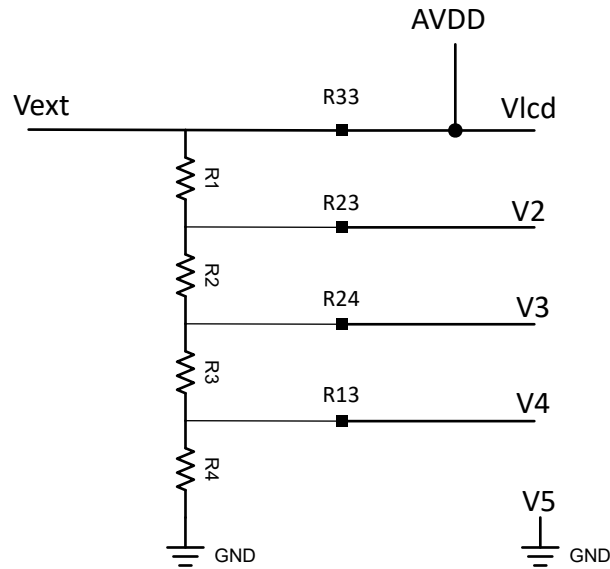 AVDD
Vext
R33
Vlcd
R1
R23
V2
R2
R24
V3
R3
R13
V4
R4
V5
GND
GND